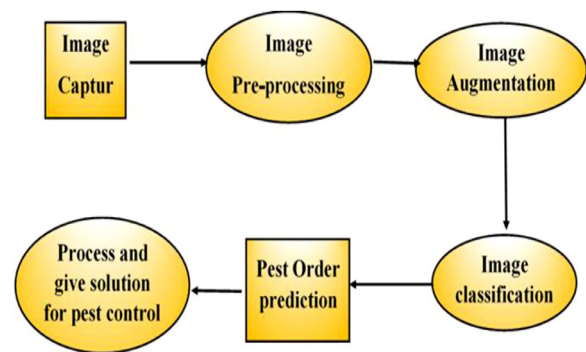 Image
Captur
Image
Pre-processing
Image
Augmentation
Image
classification
Pest Order
prediction
Process and
give solution
for pest control